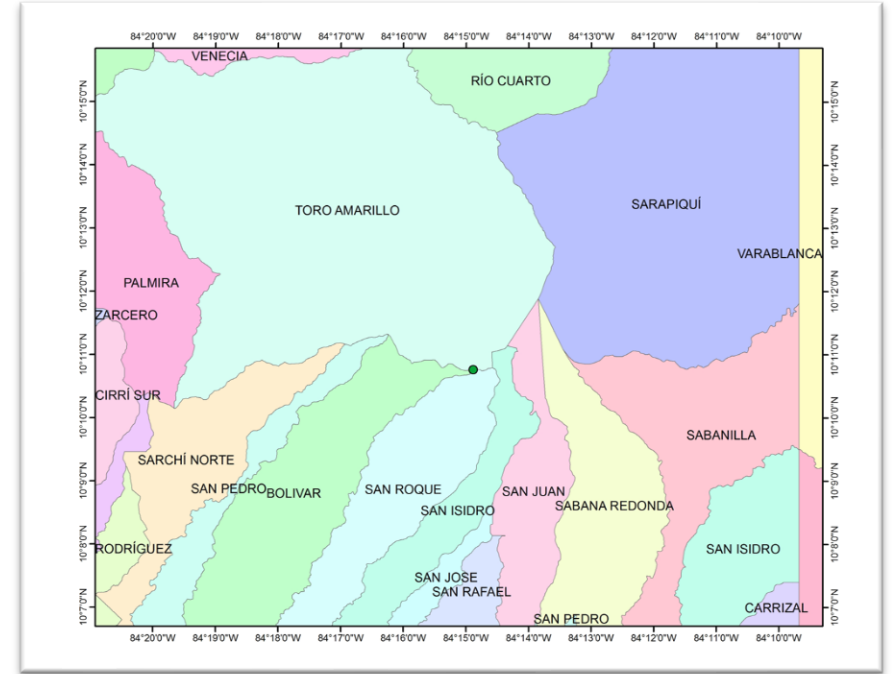 84°20'0"W 84°19'0"W 84°18'0"W 84°17'0"W 84°16'0"W 84°15'0"W 84°14'0"W 84°13'0"W 84°12'0"W 84°11'0"W 84°10'0"W
VENECIA
RÍO CUARTO
10°15'0"N 10°15'0"N
10°14'0"N 10°14'0"N
SARAPIQUÍ
TORO AMARILLO
10°13'0"N 10°13'0"N
VARABLANCA
PALMIRA
10°12'0"N 10°12'0"N
ZARCERO
10°11'0"N 10°11'0"N
CIRRÍ SUR
10°10'0"N 10°10'0"N
SABANILLA
SARCHÍ NORTE
10°9'0"N 10°9'0"N
SAN PEDRO BOLIVAR SAN ROQUE SAN JUAN
SABANA REDONDA
SAN ISIDRO
10°8'0"N 10°8'0"N
RODRÍGUEZ SAN ISIDRO
SAN JOSE
SAN RAFAEL
10°7'0"N 10°7'0"N
CARRIZAL
SAN PEDRO
84°20'0"W 84°19'0"W 84°18'0"W 84°17'0"W 84°16'0"W 84°15'0"W 84°14'0"W 84°13'0"W 84°12'0"W 84°11'0"W 84°10'0"W